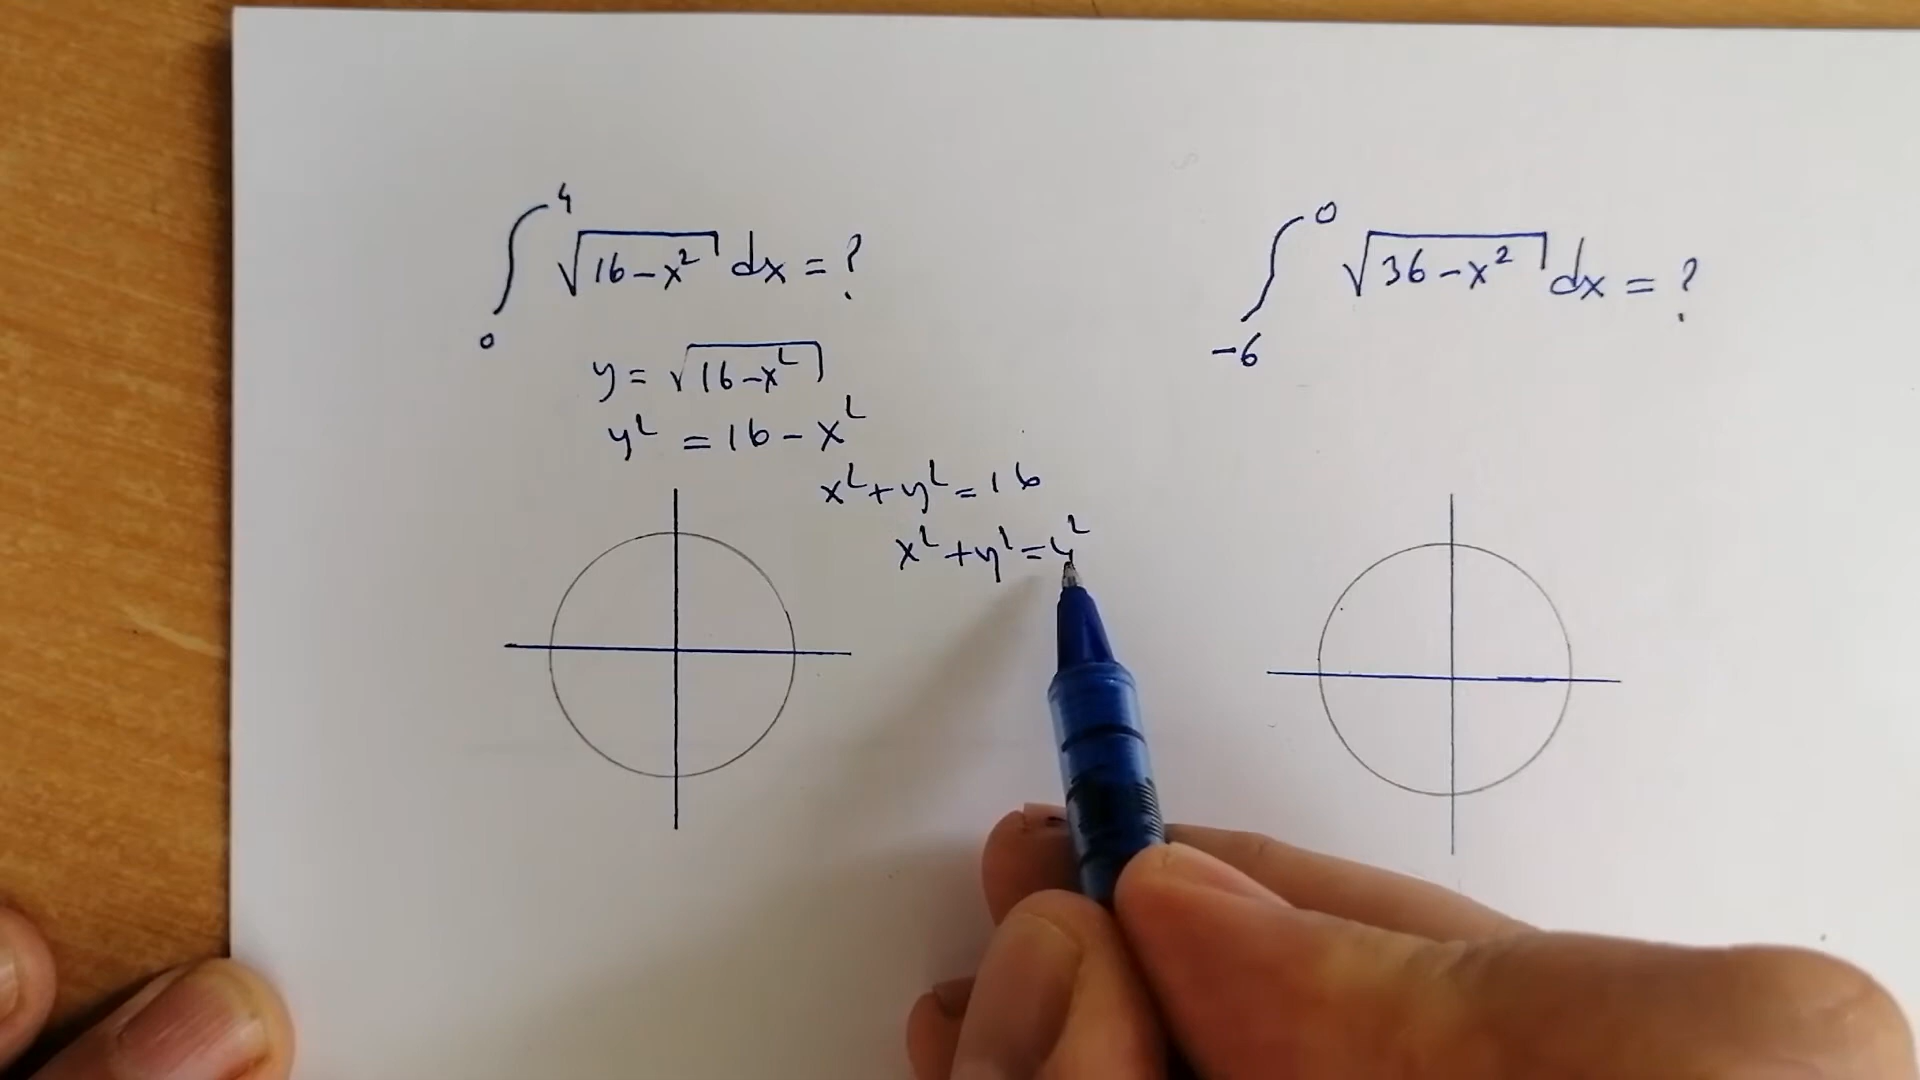 ∫₀⁴ √(16-x²) dx = ?
y = √(16-x²)
y² = 16 - x²
x² + y² = 16
x² + y² = 4²
∫₋₆⁰ √(36-x²) dx = ?